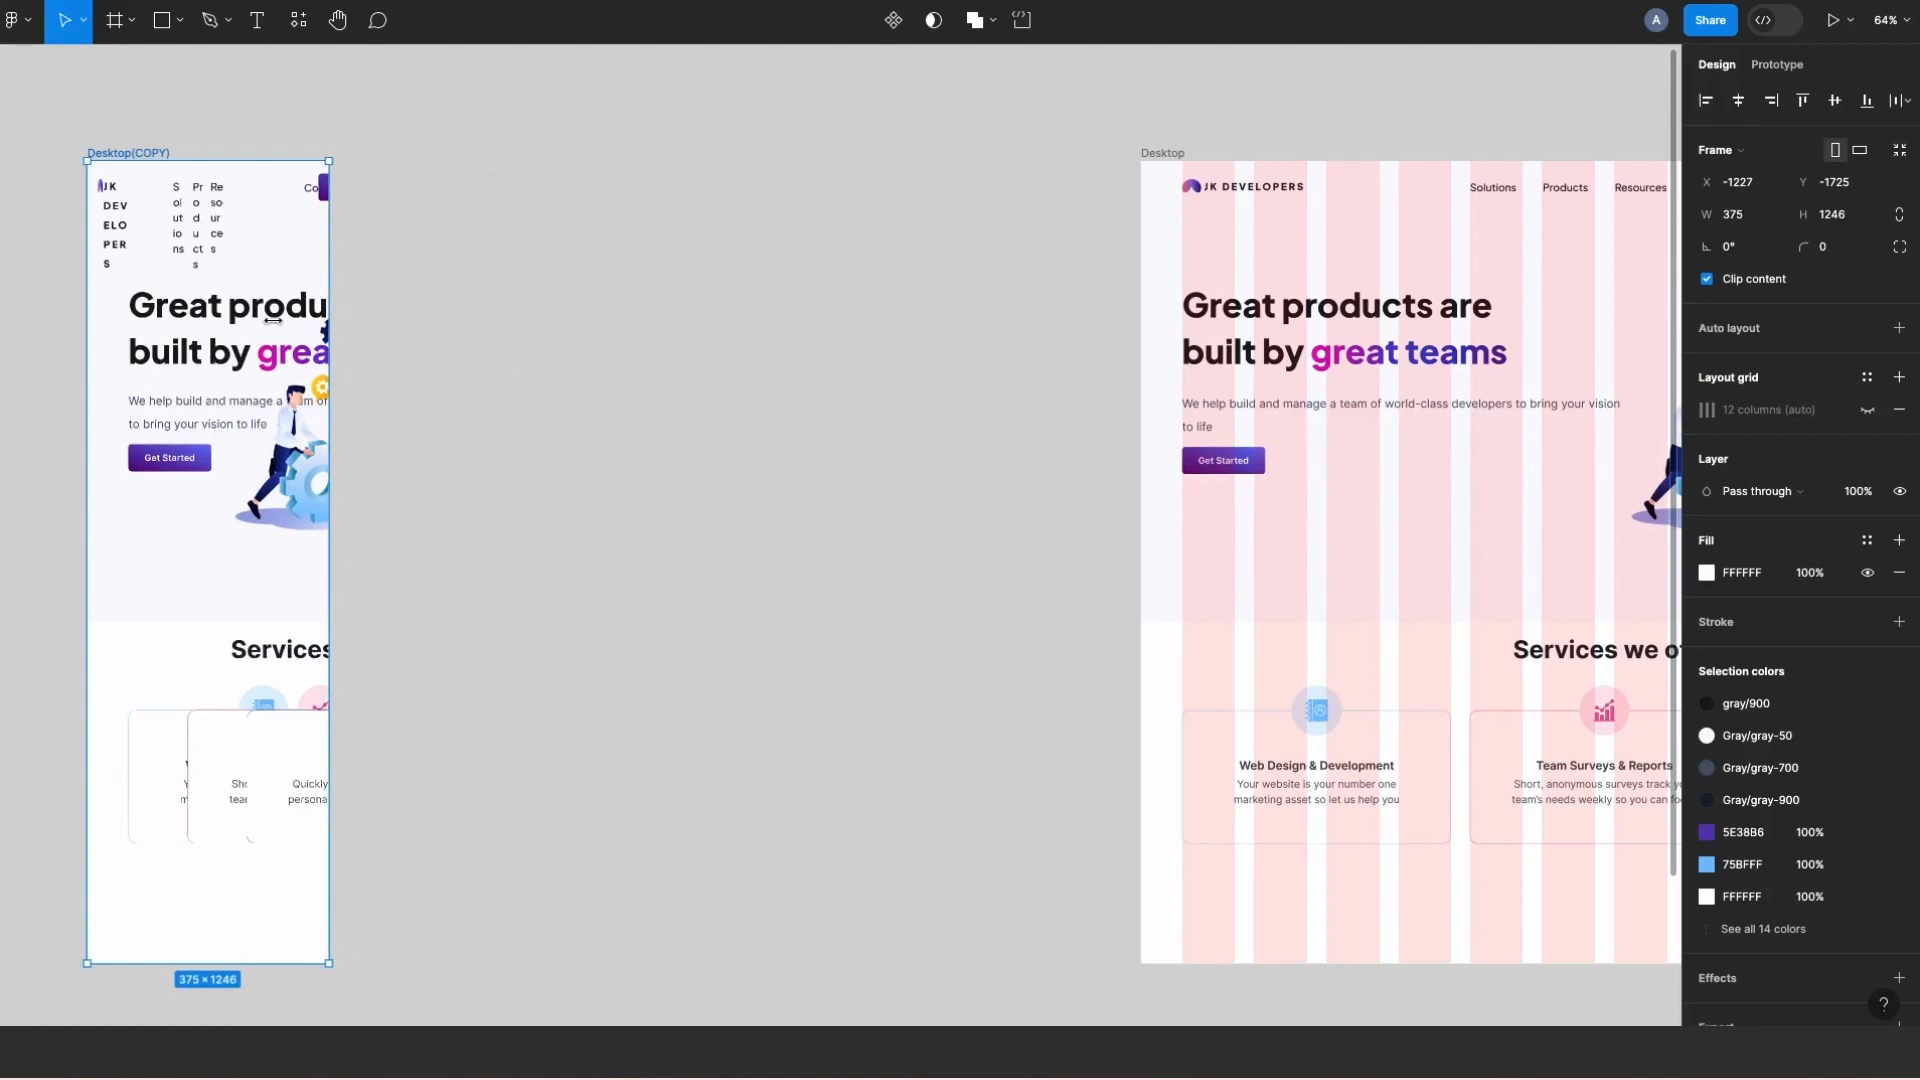 A
Share
64%
Design
Prototype
Frame
X -1227
Y -1725
W 375
H 1246
0°
0
Clip content
Auto layout
Layout grid
12 columns (auto)
Layer
Pass through
100%
Fill
FFFFFF
100%
Stroke
Selection colors
gray/900
Gray/gray-50
Gray/gray-700
Gray/gray-900
5E38B6 100%
75BFFF 100%
FFFFFF 100%
See all 14 colors
Effects
?
Desktop(COPY)
JK
DEV
ELO
PER
S
S
ol
ut
io
ns
Pr
o
d
u
ct
s
Re
so
ur
ce
s
Co
Great produ
built by grea
We help build and manage a
to bring your vision to life
Get Started
Services
Sho
tear
Quickly
persona
375 × 1246
Desktop
JK DEVELOPERS
Solutions
Products
Resources
Great products are
built by great teams
We help build and manage a team of world-class developers to bring your vision
to life
Get Started
Services we o
Web Design & Development
Your website is your number one
marketing asset so let us help you
Team Surveys & Reports
Short, anonymous surveys track y
team's needs weekly so you can fo